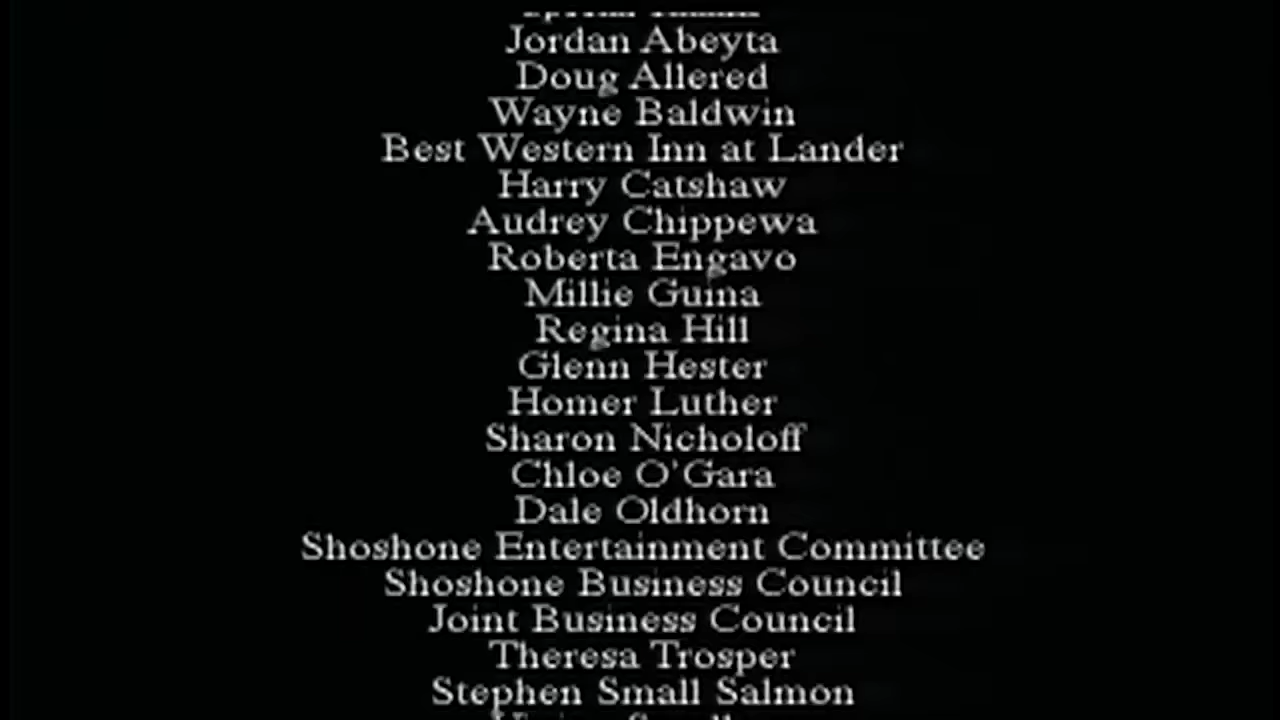 Special Thanks
Jordan Abeyta
Doug Allered
Wayne Baldwin
Best Western Inn at Lander
Harry Catshaw
Audrey Chippewa
Roberta Engavo
Millie Guina
Regina Hill
Glenn Hester
Homer Luther
Sharon Nicholoff
Chloe O'Gara
Dale Oldhorn
Shoshone Entertainment Committee
Shoshone Business Council
Joint Business Council
Theresa Trosper
Stephen Small Salmon